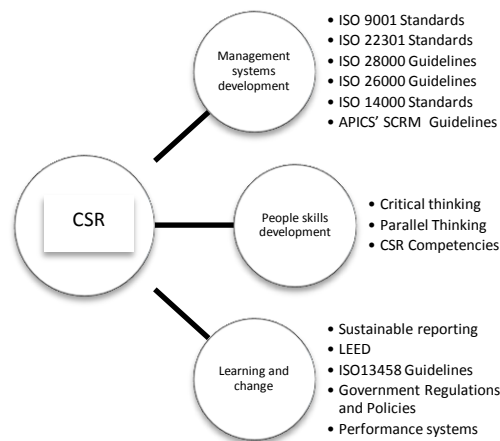 CSR
Management
systems
development
• ISO 9001 Standards
• ISO 22301 Standards
• ISO 28000 Guidelines
• ISO 26000 Guidelines
• ISO 14000 Standards
• APICS’ SCRM Guidelines
People skills
development
• Critical thinking
• Parallel Thinking
• CSR Competencies
Learning and
change
• Sustainable reporting
• LEED
• ISO13458 Guidelines
• Government Regulations
and Policies
• Performance systems